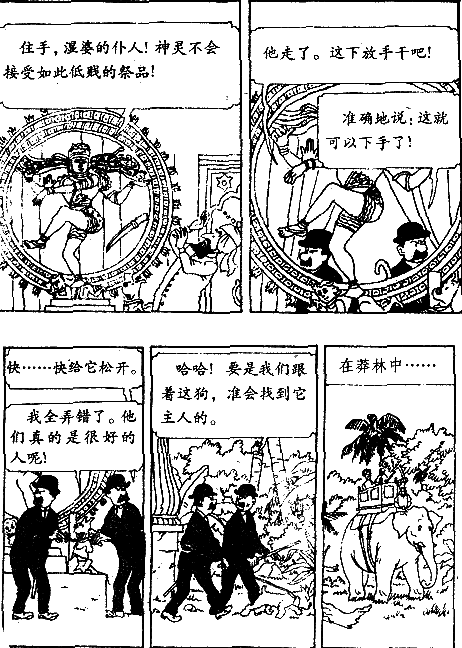 住手，湿婆的仆人！神灵不会
接受如此低贱的祭品！
他走了。这下放手干吧！
准确地说：这就
可以下手了！
快……快给它松开。
我全弄错了。他
们真的是很好的
人呢！
哈哈！要是我们跟
着这狗，准会找到它
主人的。
在莽林中……